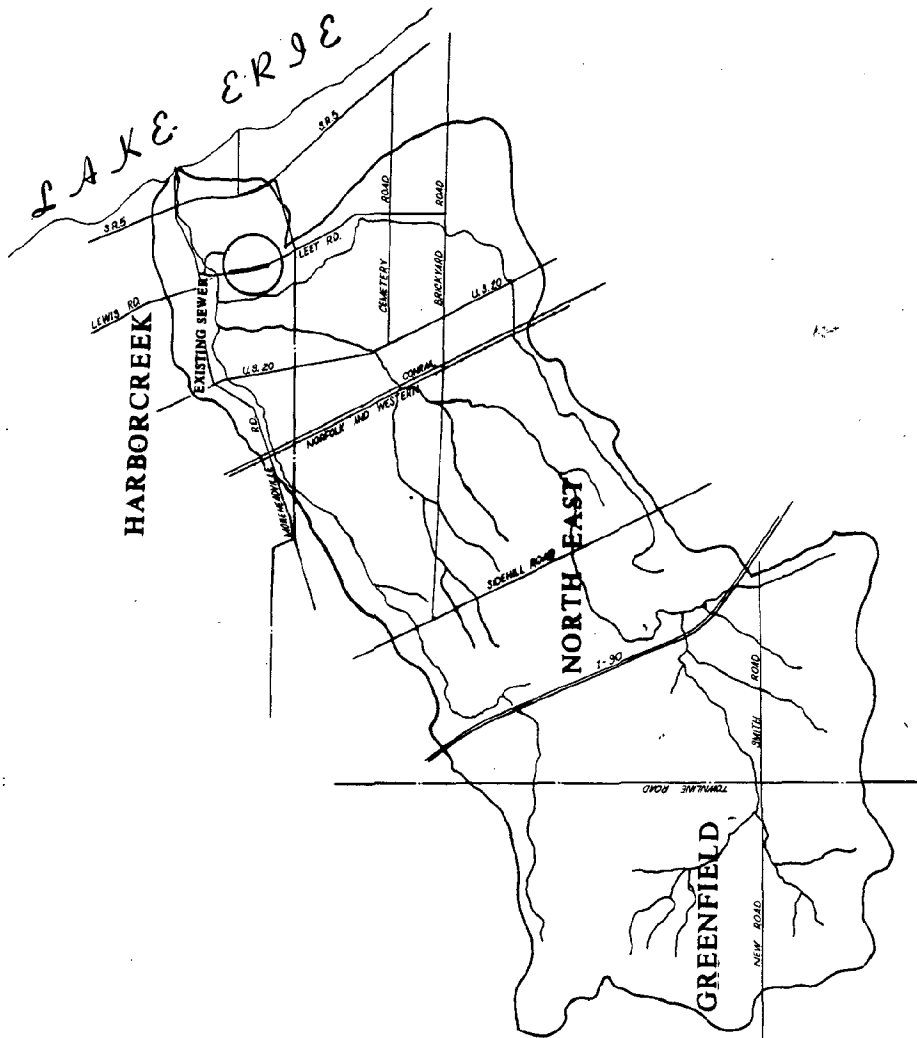 LAKE ERIE
S.R.5
S.R.5
ROAD
ROAD
LEET RD.
CEMETERY
BRICKYARD
U.S. 20
LEWIS RD.
EXISTING SEWER
HARBORCREEK
U.S. 20
CONRAIL
NORFOLK AND WESTERN
RD.
MOREHEADVILLE
SIDEHILL ROAD
NORTH EAST
I-90
ROAD
SMITH
TOWNLINE ROAD
GREENFIELD
NEW ROAD